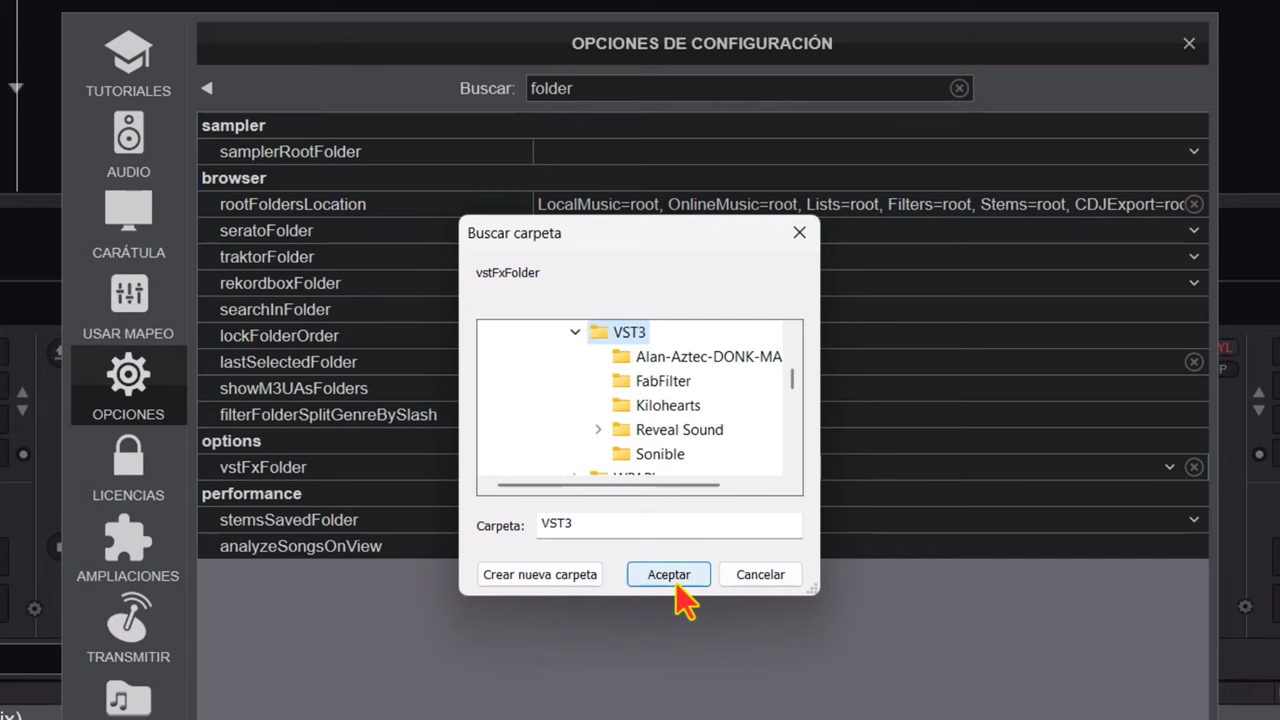 OPCIONES DE CONFIGURACIÓN
TUTORIALES
AUDIO
CARÁTULA
USAR MAPEO
OPCIONES
LICENCIAS
AMPLIACIONES
TRANSMITIR
Buscar: folder
sampler
samplerRootFolder
browser
rootFoldersLocation LocalMusic=root, OnlineMusic=root, Lists=root, Filters=root, Stems=root, CDJExport=roo
seratoFolder
traktorFolder
rekordboxFolder
searchInFolder
lockFolderOrder
lastSelectedFolder
showM3UAsFolders
filterFolderSplitGenreBySlash
options
vstFxFolder
performance
stemsSavedFolder
analyzeSongsOnView
Buscar carpeta
vstFxFolder
VST3
Alan-Aztec-DONK-MA
FabFilter
Kilohearts
Reveal Sound
Sonible
Carpeta: VST3
Crear nueva carpeta Aceptar Cancelar
YL
P
ix)